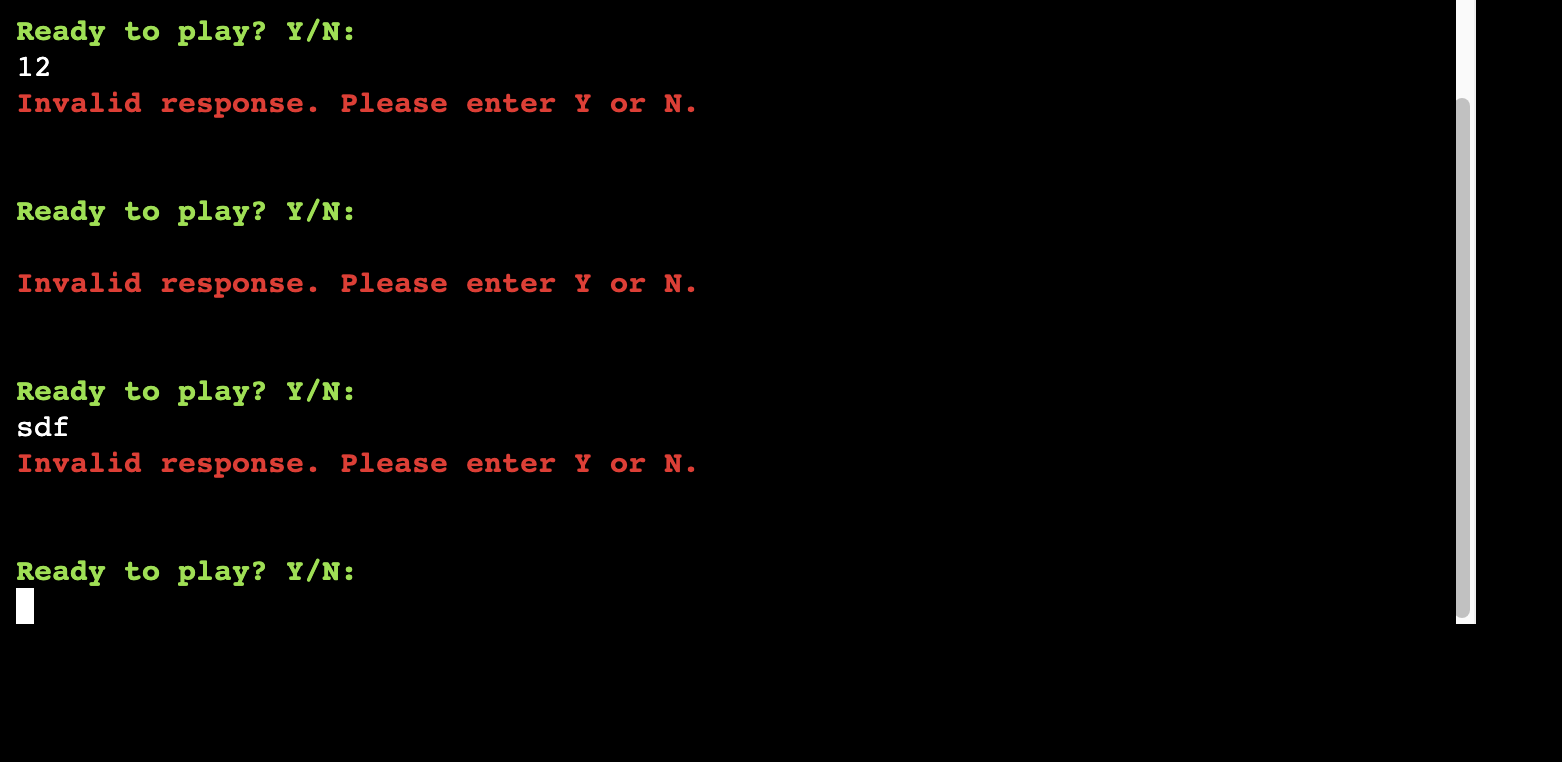 Ready to play? Y/N:
12
Invalid response. Please enter Y or N.
Ready to play? Y/N:
Invalid response. Please enter Y or N.
Ready to play? Y/N:
sdf
Invalid response. Please enter Y or N.
Ready to play? Y/N: